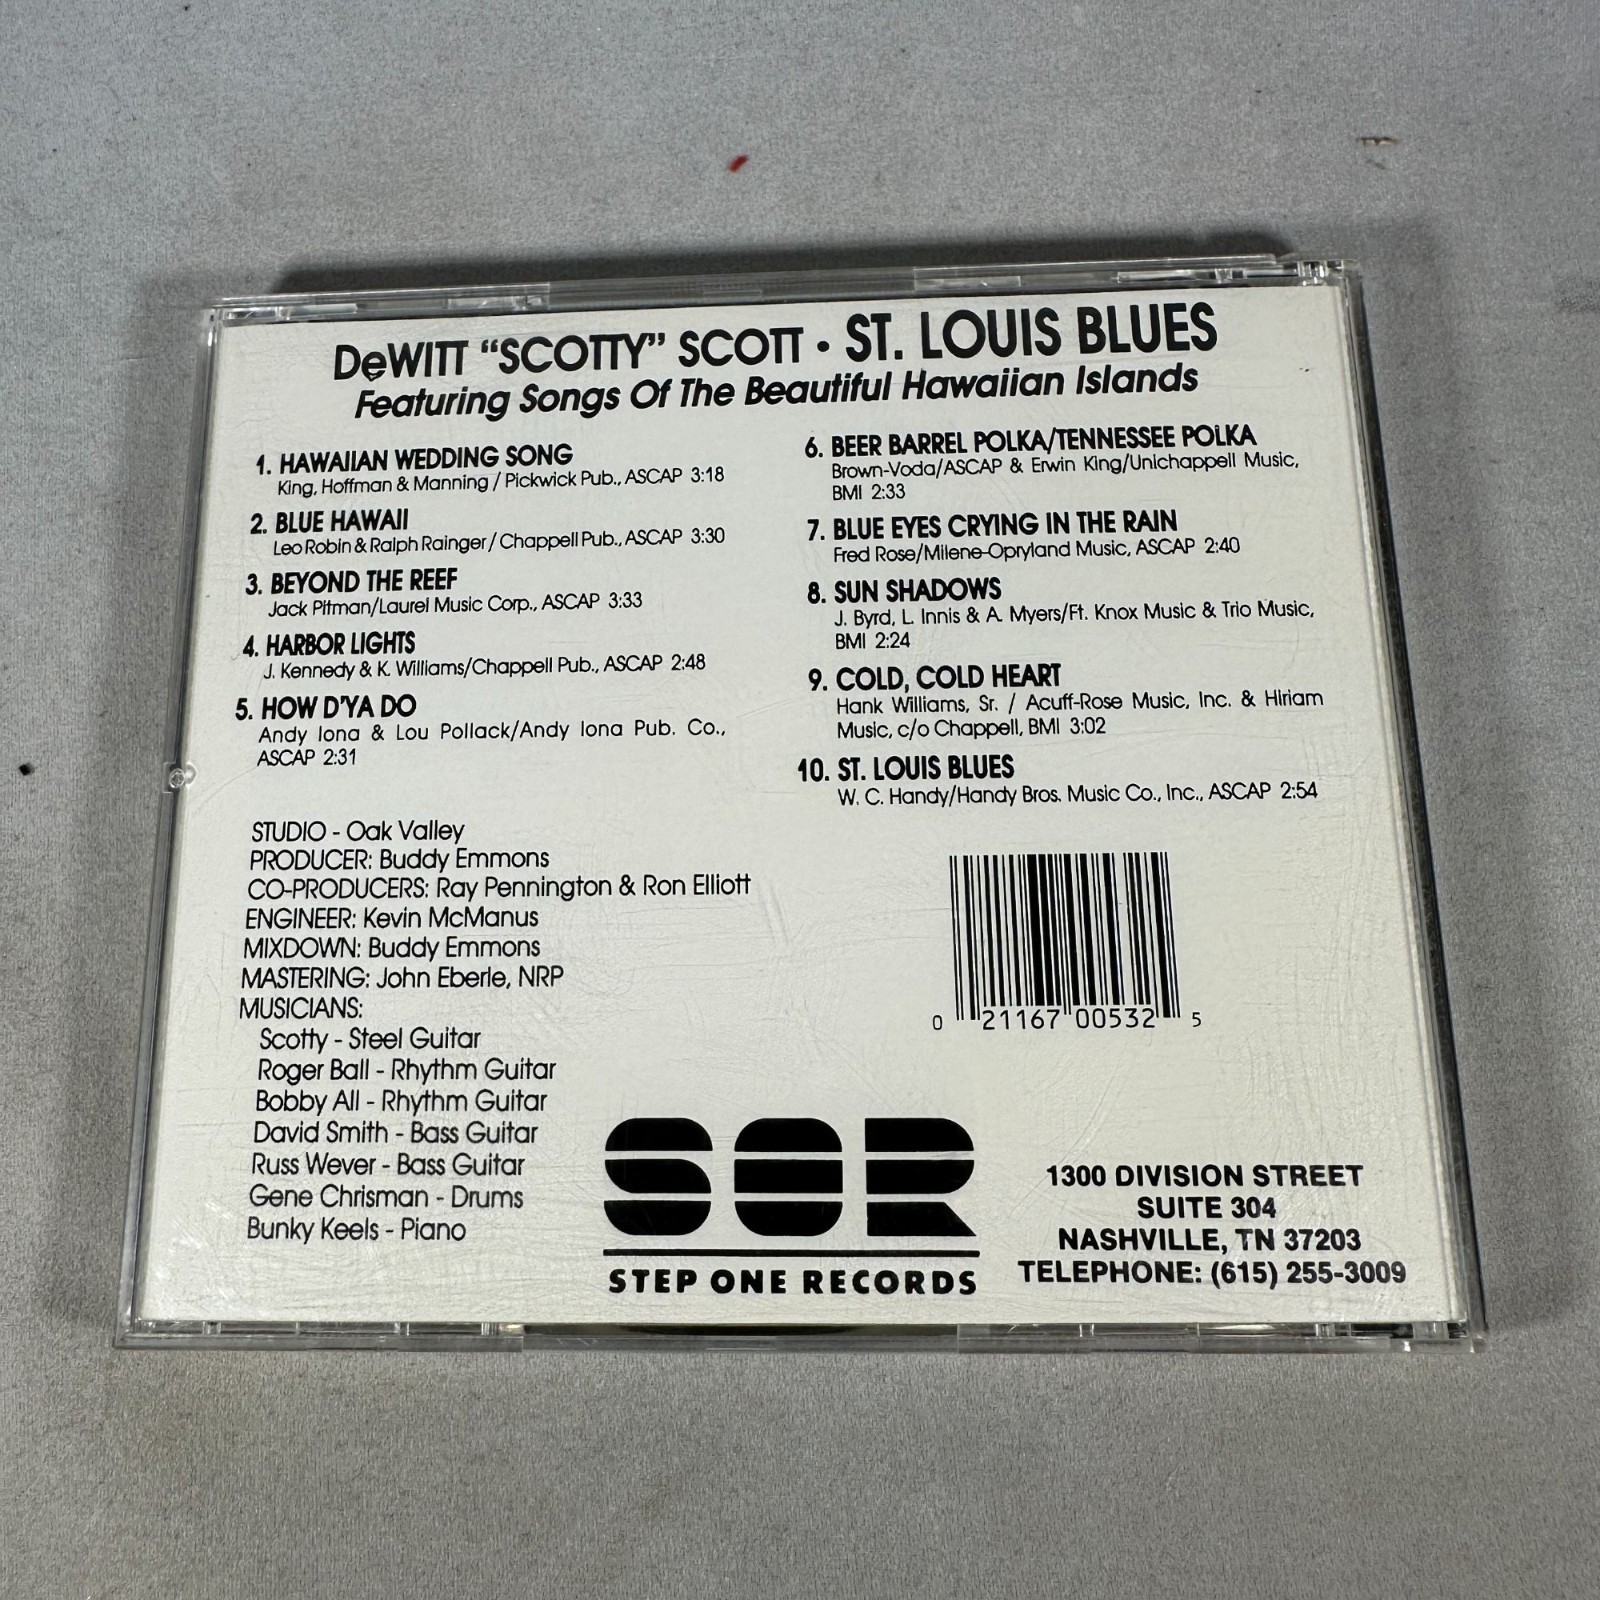 DeWITT "SCOTTY" SCOTT • ST. LOUIS BLUES
Featuring Songs Of The Beautiful Hawaiian Islands
1. HAWAIIAN WEDDING SONG
King, Hoffman & Manning / Pickwick Pub., ASCAP 3:18
2. BLUE HAWAII
Leo Robin & Ralph Rainger / Chappell Pub., ASCAP 3:30
3. BEYOND THE REEF
Jack Pitman/Laurel Music Corp., ASCAP 3:33
4. HARBOR LIGHTS
J. Kennedy & K. Williams/Chappell Pub., ASCAP 2:48
5. HOW D'YA DO
Andy Iona & Lou Pollack/Andy Iona Pub. Co.,
ASCAP 2:31
6. BEER BARREL POLKA/TENNESSEE POLKA
Brown-Voda/ASCAP & Erwin King/Unichappell Music,
BMI 2:33
7. BLUE EYES CRYING IN THE RAIN
Fred Rose/Milene-Opryland Music, ASCAP 2:40
8. SUN SHADOWS
J. Byrd, L. Innis & A. Myers/Ft. Knox Music & Trio Music,
BMI 2:24
9. COLD, COLD HEART
Hank Williams, Sr. / Acuff-Rose Music, Inc. & Hiriam
Music, c/o Chappell, BMI 3:02
10. ST. LOUIS BLUES
W. C. Handy/Handy Bros. Music Co., Inc., ASCAP 2:54
STUDIO - Oak Valley
PRODUCER: Buddy Emmons
CO-PRODUCERS: Ray Pennington & Ron Elliott
ENGINEER: Kevin McManus
MIXDOWN: Buddy Emmons
MASTERING: John Eberle, NRP
MUSICIANS:
Scotty - Steel Guitar
Roger Ball - Rhythm Guitar
Bobby All - Rhythm Guitar
David Smith - Bass Guitar
Russ Wever - Bass Guitar
Gene Chrisman - Drums
Bunky Keels - Piano
0 21167 00532 5
SOR
STEP ONE RECORDS
1300 DIVISION STREET
SUITE 304
NASHVILLE, TN 37203
TELEPHONE: (615) 255-3009